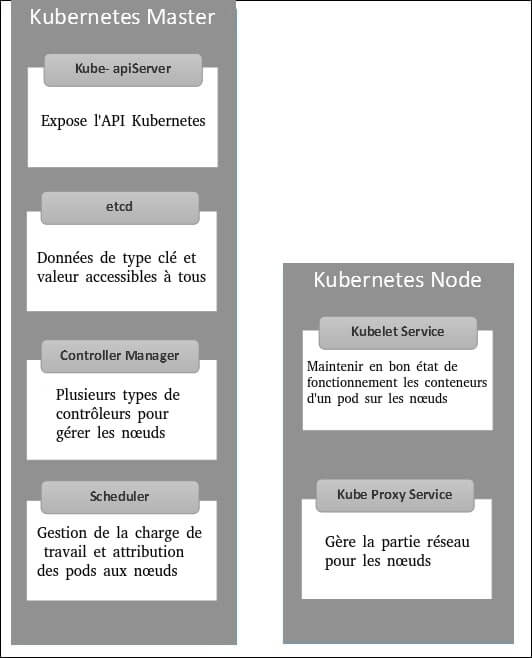 Kubernetes Master
Kube- apiServer
Expose l'API Kubernetes
etcd
Données de type clé et
valeur accessibles à tous
Controller Manager
Plusieurs types de
contrôleurs pour
gérer les nœuds
Scheduler
Gestion de la charge de
travail et attribution
des pods aux nœuds
Kubernetes Node
Kubelet Service
Maintenir en bon état de
fonctionnement les conteneurs
d'un pod sur les nœuds
Kube Proxy Service
Gère la partie réseau
pour les nœuds